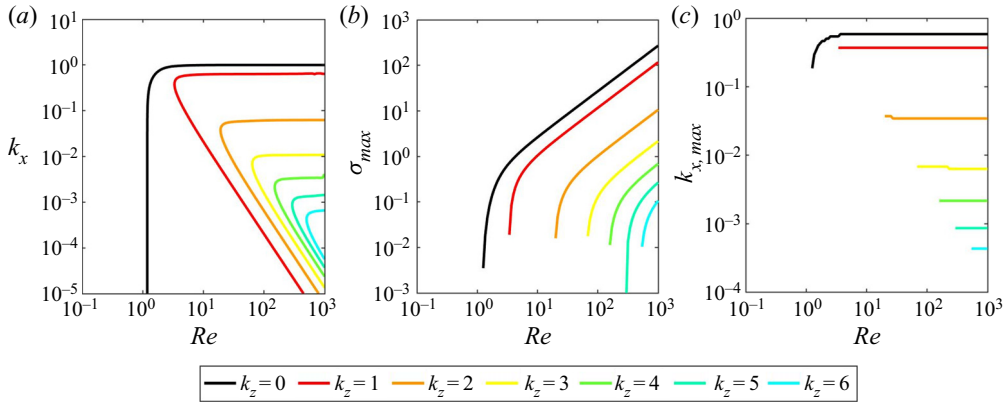 (a)
10^1
10^0
10^-1
10^-2
10^-3
10^-4
10^-5
k_x
10^-1 10^0 10^1 10^2 10^3
Re
(b)
10^3
10^2
10^1
10^0
10^-1
10^-2
10^-3
σ_max
10^-1 10^0 10^1 10^2 10^3
Re
(c)
10^0
10^-1
10^-2
10^-3
10^-4
k_x, max
10^-1 10^0 10^1 10^2 10^3
Re
k_z = 0 k_z = 1 k_z = 2 k_z = 3 k_z = 4 k_z = 5 k_z = 6